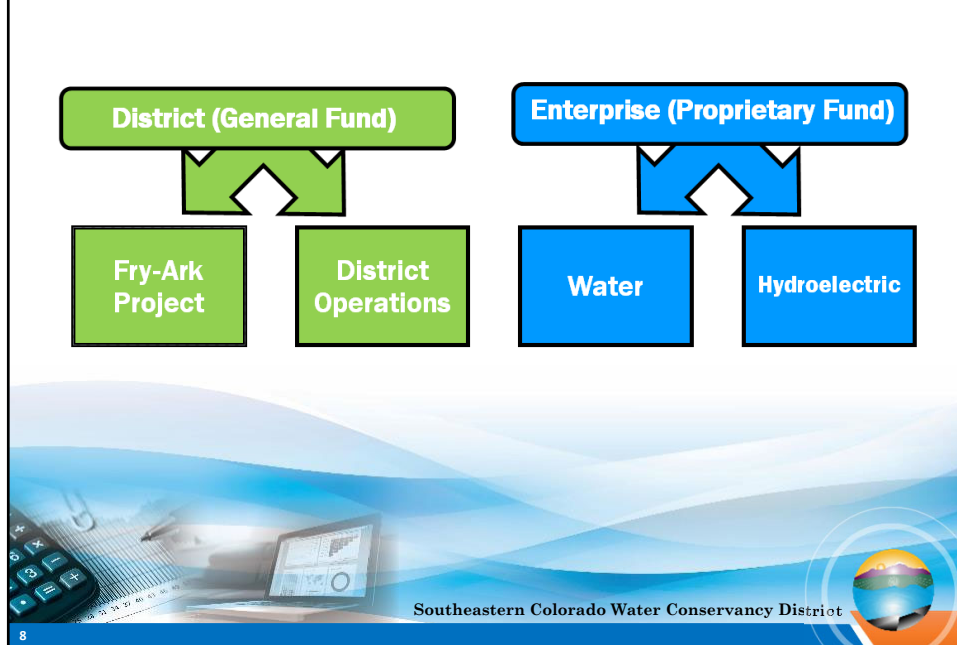 District (General Fund)
Enterprise (Proprietary Fund)
Fry-Ark
Project
District
Operations
Water
Hydroelectric
Southeastern Colorado Water Conservancy District
8